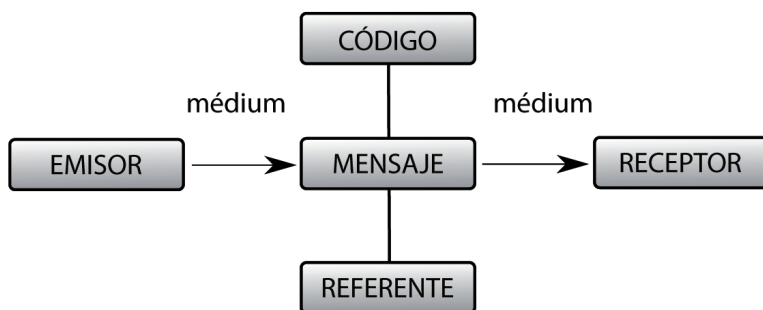 CÓDIGO
médium médium
EMISOR MENSAJE RECEPTOR
REFERENTE